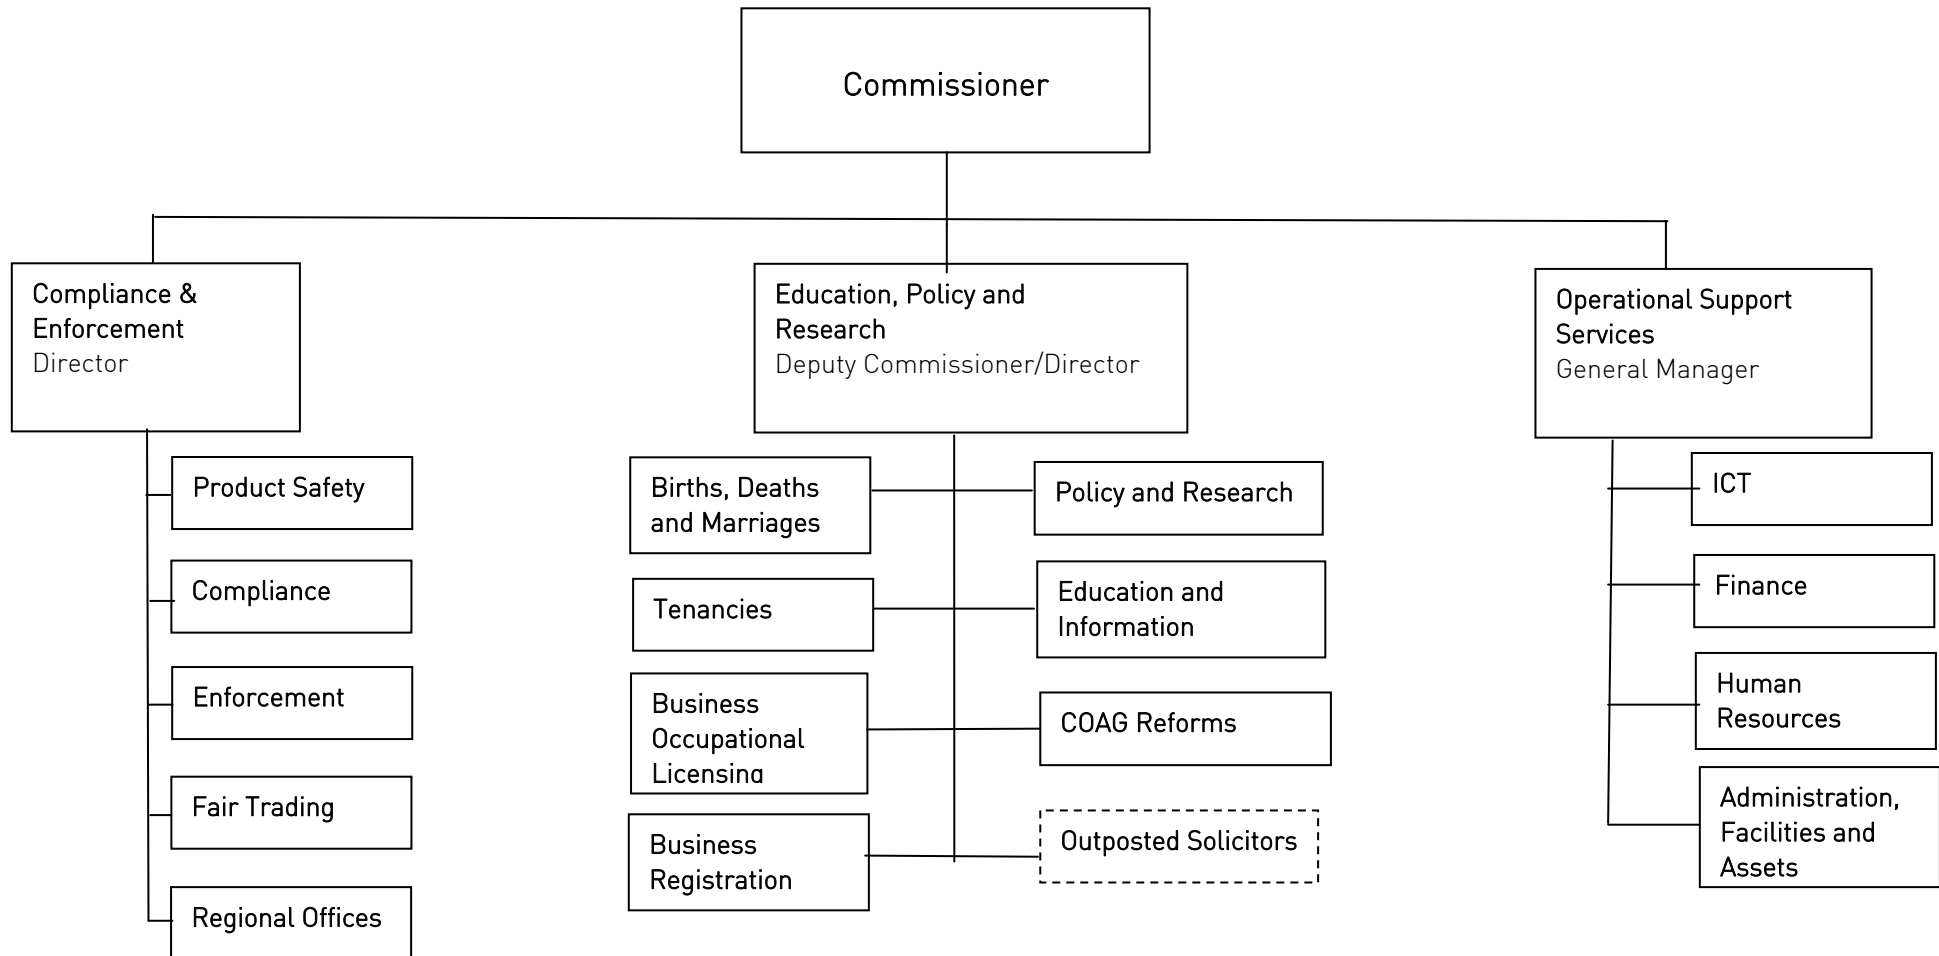 Commissioner
Compliance &
Enforcement
Director
Education, Policy and
Research
Deputy Commissioner/Director
Operational Support
Services
General Manager
Product Safety
Compliance
Enforcement
Fair Trading
Regional Offices
Births, Deaths
and Marriages
Tenancies
Business
Occupational
Licensing
Business
Registration
Policy and Research
Education and
Information
COAG Reforms
Outposted Solicitors
ICT
Finance
Human
Resources
Administration,
Facilities and
Assets